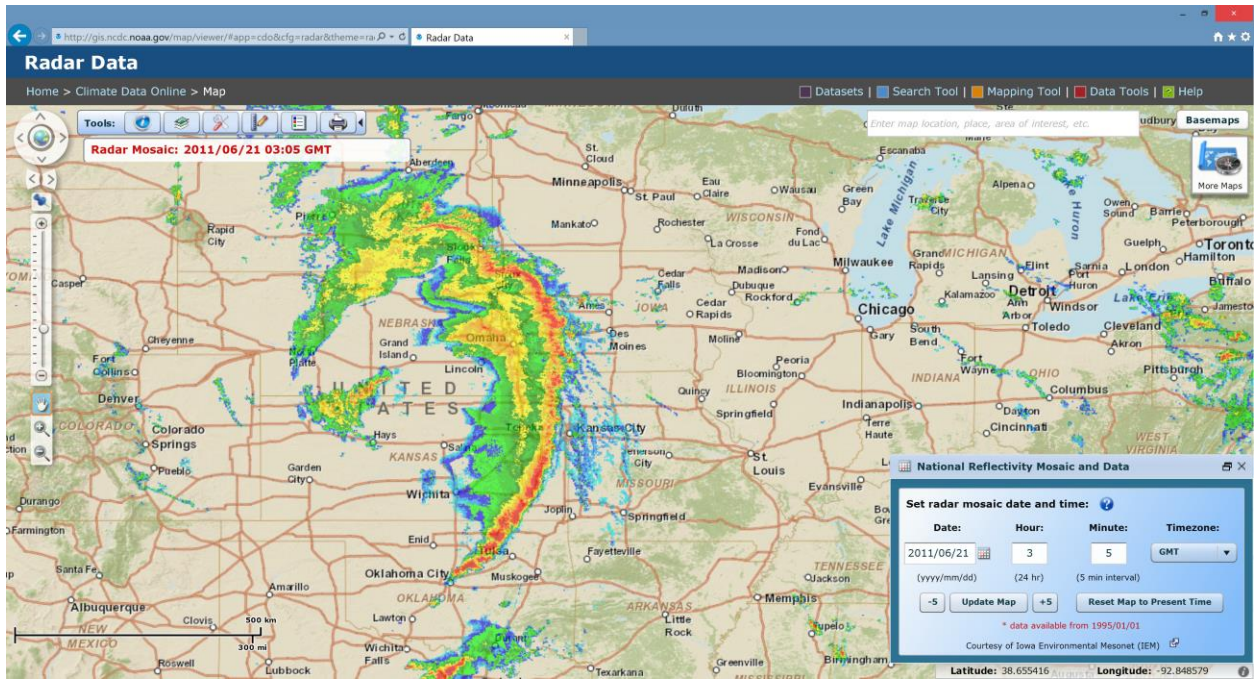 http://gis.ncdc.noaa.gov/map/viewer/#app=cdo&cfg=radar&theme=ra
Radar Data
Radar Data
Home > Climate Data Online > Map
Datasets | Search Tool | Mapping Tool | Data Tools | Help
Tools:
Enter map location, place, area of interest, etc.
Basemaps
Radar Mosaic: 2011/06/21 03:05 GMT
More Maps
Fargo
Duluth
Aberdeen
St. Cloud
Escanaba
Minneapolis
St. Paul
Eau Claire
Wausau
Green Bay
Lake Michigan
Traverse City
Alpena
Huron
Owen Sound
Barrie
Peterborough
Rapid City
Mankato
Rochester
WISCONSIN
La Crosse
Fond du Lac
Guelph
Toronto
Hamilton
Casper
Cedar Falls
Madison
Milwaukee
Grand Rapids
MICHIGAN
Lansing
Flint
Sarnia
Port Huron
London
Buffalo
Ames
IOWA
Cedar Rapids
Dubuque
Rockford
Chicago
Kalamazoo
Ann Arbor
Detroit
Windsor
Lake Erie
Jamesto
NEBRASKA
Omaha
Des Moines
Moline
Gary
South Bend
Toledo
Cleveland
Akron
Cheyenne
North Platte
Grand Island
Lincoln
Peoria
Bloomington
Fort Wayne
INDIANA
OHIO
Pittsburgh
Fort Collins
Denver
UNITED
ATES
Quincy
ILLINOIS
Springfield
Indianapolis
Columbus
Dayton
COLORADO
Colorado Springs
Hays
KANSAS
Topeka
Kansas City
Terre Haute
Cincinnati
WEST VIRGINIA
Pueblo
Garden City
Wichita
City
MISSOURI
St. Louis
Evansville
Durango
Joplin
Springfield
Farmington
Enid
Tulsa
Fayetteville
Santa Fe
Oklahoma City
Muskogee
TENNESSEE
Jackson
Amarillo
OKLAHOMA
ARKANSAS
Memphis
Albuquerque
Clovis
Lawton
Little Rock
Tupelo
NEW MEXICO
500 km
300 mi
Roswell
Lubbock
Wichita Falls
Texarkana
Greenville
Birmingham
National Reflectivity Mosaic and Data
Set radar mosaic date and time:
Date: Hour: Minute: Timezone:
2011/06/21 3 5 GMT
(yyyy/mm/dd) (24 hr) (5 min interval)
-5 Update Map +5 Reset Map to Present Time
* data available from 1995/01/01
Courtesy of Iowa Environmental Mesonet (IEM)
Latitude: 38.655416 Longitude: -92.848579